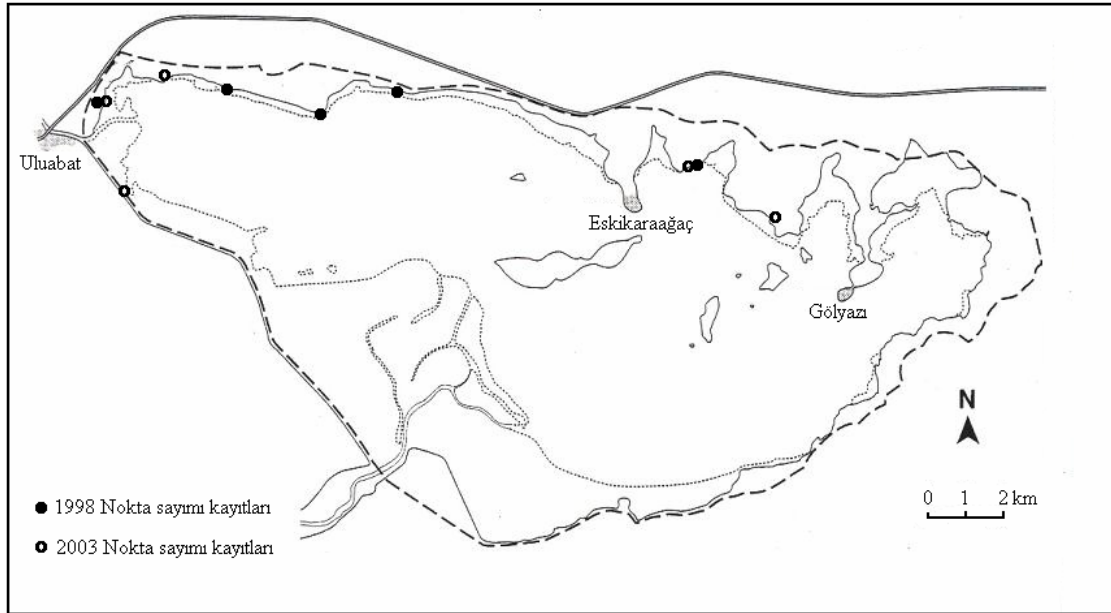 Uluabat
Eskikaraağaç
Gölyazı
N
0 1 2 km
1998 Nokta sayımı kayıtları
2003 Nokta sayımı kayıtları